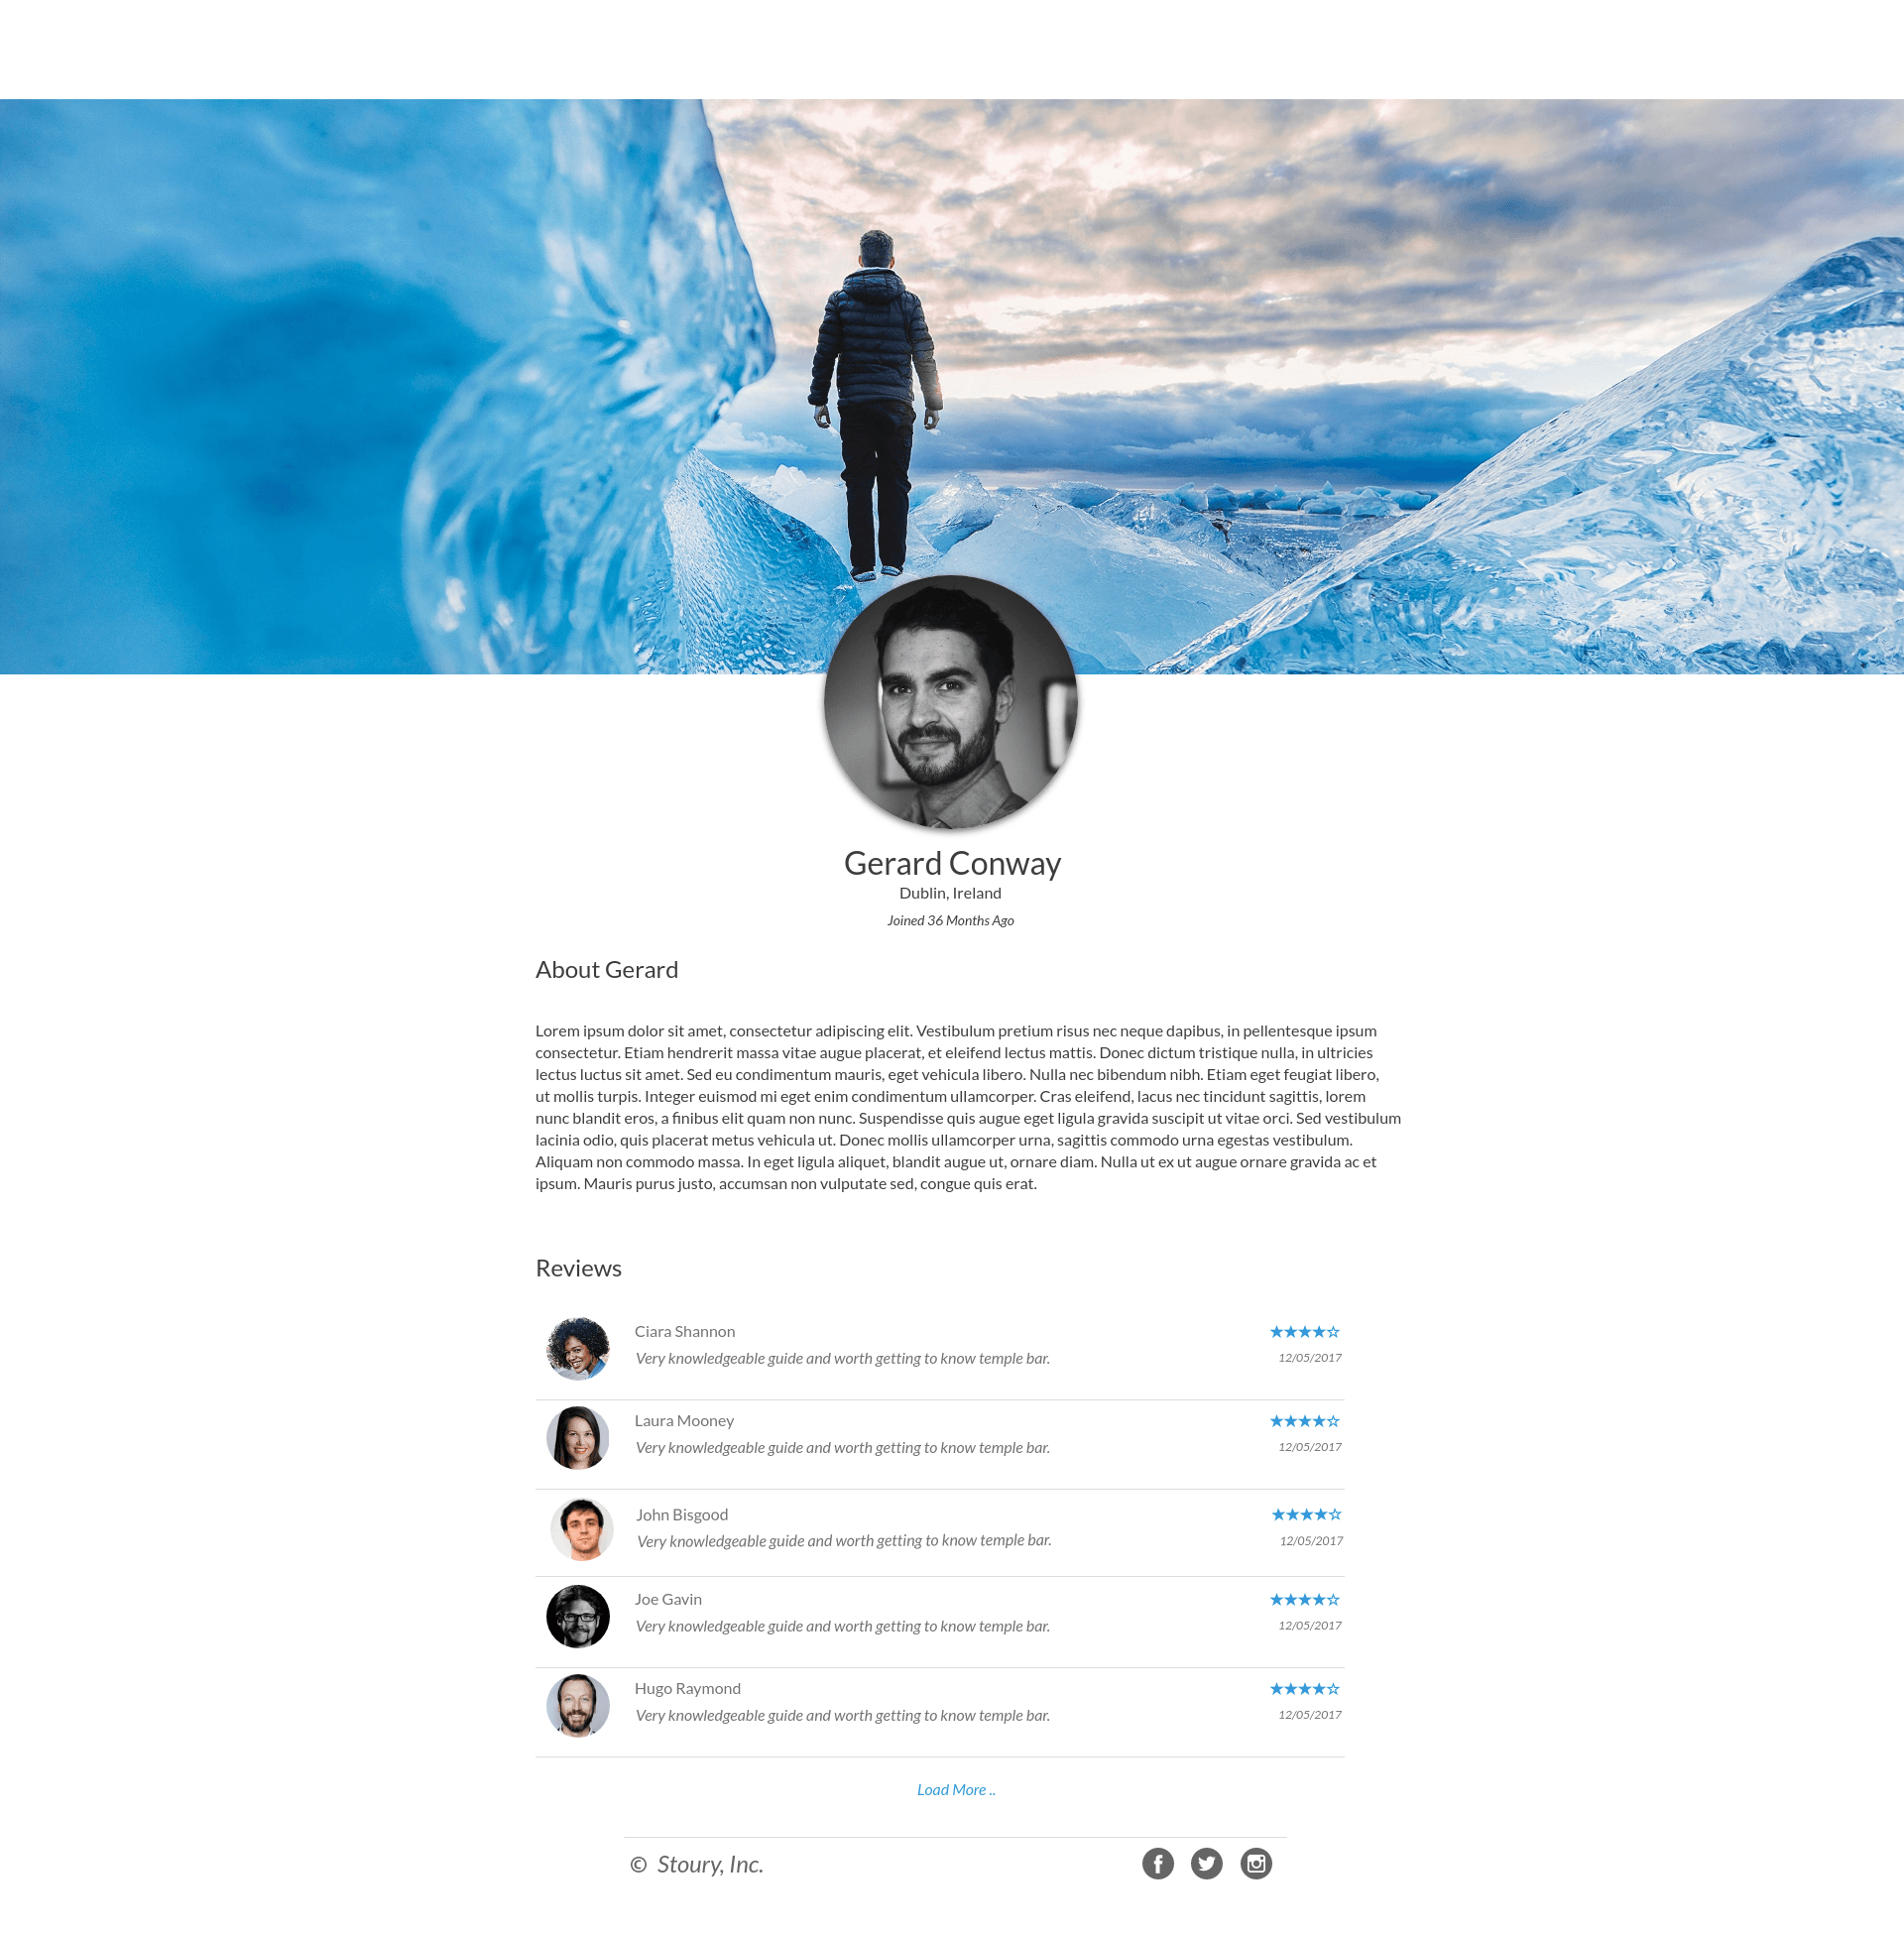 Gerard Conway
Dublin, Ireland
Joined 36 Months Ago
About Gerard
Lorem ipsum dolor sit amet, consectetur adipiscing elit. Vestibulum pretium risus nec neque dapibus, in pellentesque ipsum
consectetur. Etiam hendrerit massa vitae augue placerat, et eleifend lectus mattis. Donec dictum tristique nulla, in ultricies
lectus luctus sit amet. Sed eu condimentum mauris, eget vehicula libero. Nulla nec bibendum nibh. Etiam eget feugiat libero,
ut mollis turpis. Integer euismod mi eget enim condimentum ullamcorper. Cras eleifend, lacus nec tincidunt sagittis, lorem
nunc blandit eros, a finibus elit quam non nunc. Suspendisse quis augue eget ligula gravida suscipit ut vitae orci. Sed vestibulum
lacinia odio, quis placerat metus vehicula ut. Donec mollis ullamcorper urna, sagittis commodo urna egestas vestibulum.
Aliquam non commodo massa. In eget ligula aliquet, blandit augue ut, ornare diam. Nulla ut ex ut augue ornare gravida ac et
ipsum. Mauris purus justo, accumsan non vulputate sed, congue quis erat.
Reviews
Ciara Shannon ★★★★☆
Very knowledgeable guide and worth getting to know temple bar. 12/05/2017
Laura Mooney ★★★★☆
Very knowledgeable guide and worth getting to know temple bar. 12/05/2017
John Bisgood ★★★★☆
Very knowledgeable guide and worth getting to know temple bar. 12/05/2017
Joe Gavin ★★★★☆
Very knowledgeable guide and worth getting to know temple bar. 12/05/2017
Hugo Raymond ★★★★☆
Very knowledgeable guide and worth getting to know temple bar. 12/05/2017
Load More ..
© Stoury, Inc.